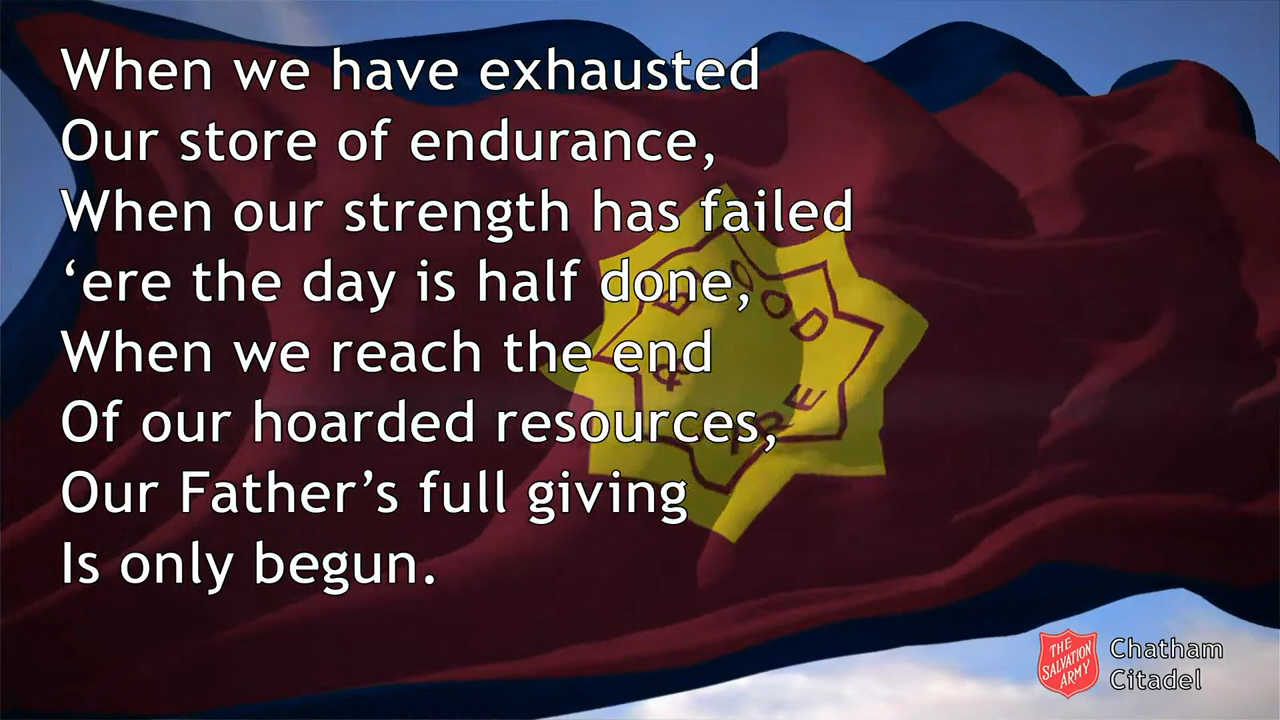 When we have exhausted
Our store of endurance,
When our strength has failed
‘ere the day is half done,
When we reach the end
Of our hoarded resources,
Our Father’s full giving
Is only begun.
BLOOD
&
FIRE
THE
SALVATION
ARMY
Chatham
Citadel